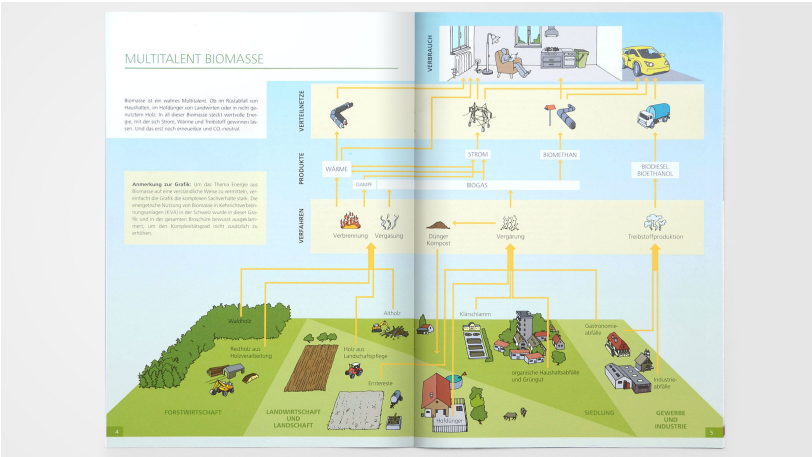 MULTITALENT BIOMASSE
Biomasse ist ein wahres Multitalent. Ob im Rüstabfall von
Haushalten, im Hofdünger von Landwirten oder in nicht ge-
nutztem Holz: In all dieser Biomasse steckt wertvolle Ener-
gie, mit der sich Strom, Wärme und Treibstoff gewinnen las-
sen. Und das erst noch erneuerbar und CO₂-neutral.
Anmerkung zur Grafik: Um das Thema Energie aus
Biomasse auf eine verständliche Weise zu vermitteln, ver-
einfacht die Grafik die komplexen Sachverhalte stark. Die
energetische Nutzung von Biomasse in Kehrichtverbren-
nungsanlagen (KVA) in der Schweiz wurde in dieser Gra-
fik und in der gesamten Broschüre bewusst ausgeklam-
mert, um den Komplexitätsgrad nicht zusätzlich zu
erhöhen.
VERBRAUCH
VERTEILNETZE
PRODUKTE
WÄRME
STROM
BIOMETHAN
BIODIESEL
BIOETHANOL
DAMPF
BIOGAS
VERFAHREN
Verbrennung
Vergasung
Dünger
Kompost
Vergärung
Treibstoffproduktion
Waldholz
Altholz
Klärschlamm
Gastronomie-
abfälle
Restholz aus
Holzverarbeitung
Holz aus
Landschaftspflege
Erntereste
organische Haushaltsabfälle
und Grüngut
Industrie-
abfälle
Hofdünger
FORSTWIRTSCHAFT
LANDWIRTSCHAFT
UND
LANDSCHAFT
SIEDLUNG
GEWERBE
UND
INDUSTRIE
4
5